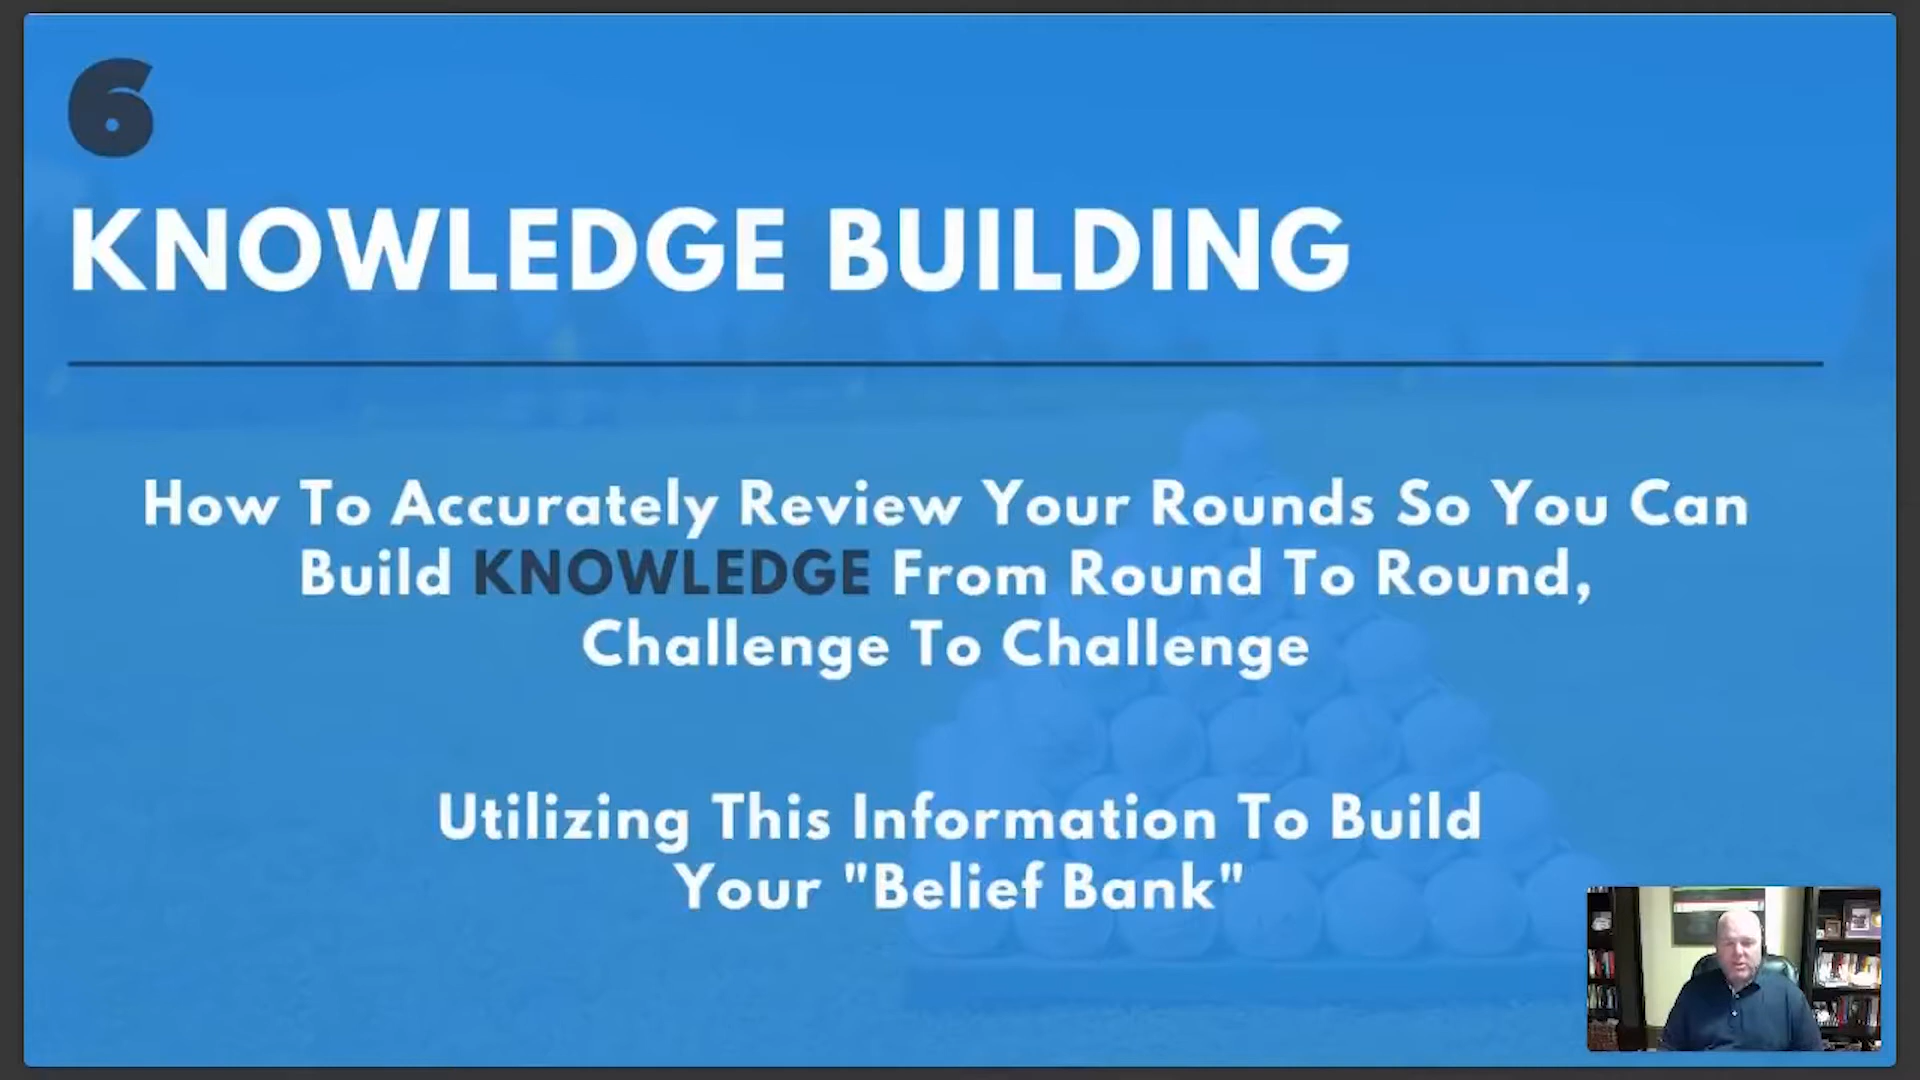 6
KNOWLEDGE BUILDING
How To Accurately Review Your Rounds So You Can
Build KNOWLEDGE From Round To Round,
Challenge To Challenge
Utilizing This Information To Build
Your "Belief Bank"